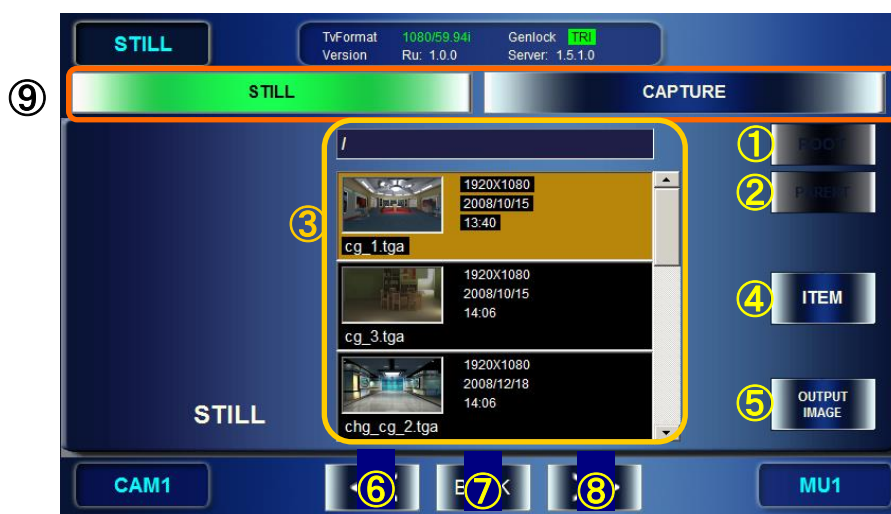 STILL
TvFormat 1080/59.94i Genlock TRI
Version Ru: 1.0.0 Server: 1.5.1.0
⑨ STILL CAPTURE
/
① ROOT
② PARENT
③
1920X1080
2008/10/15
13:40
cg_1.tga
1920X1080
2008/10/15
14:06
cg_3.tga
④ ITEM
1920X1080
2008/12/18
14:06
chg_cg_2.tga
⑤ OUTPUT
IMAGE
STILL
CAM1 ⑥ ⑦ ⑧ MU1